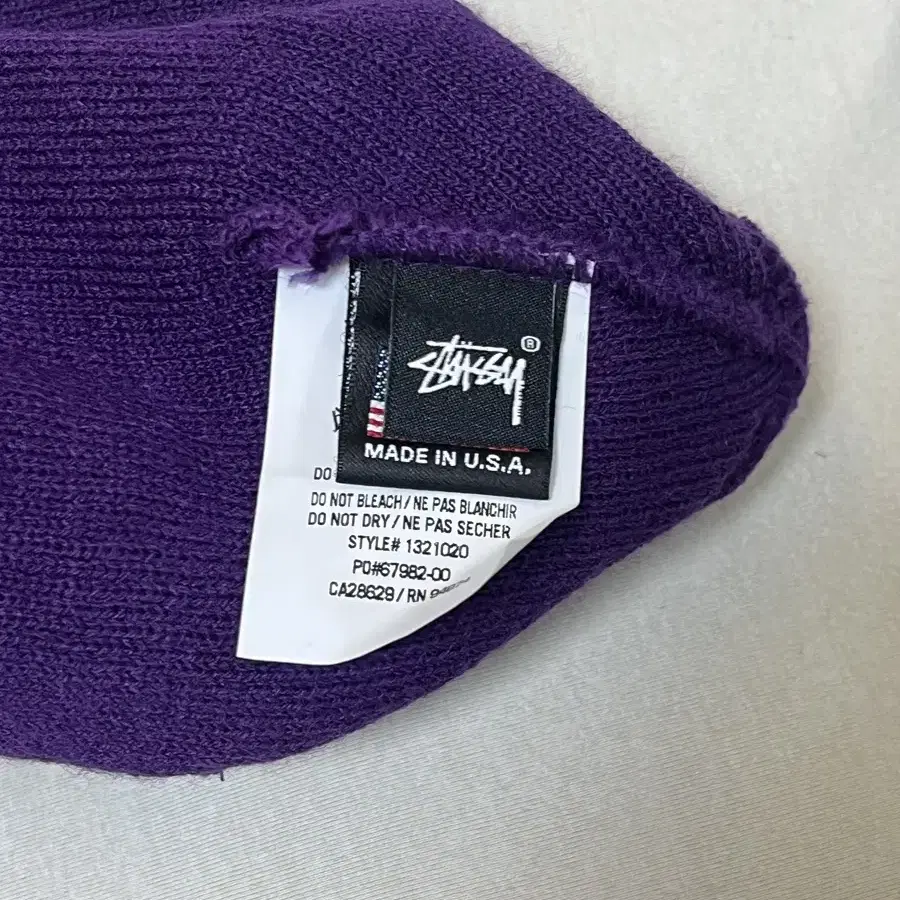 STÜSSY ®
MADE IN U.S.A.
DO
DO NOT BLEACH / NE PAS BLANCHIR
DO NOT DRY / NE PAS SECHER
STYLE# 1321020
PO#67982-00
CA28629 / RN